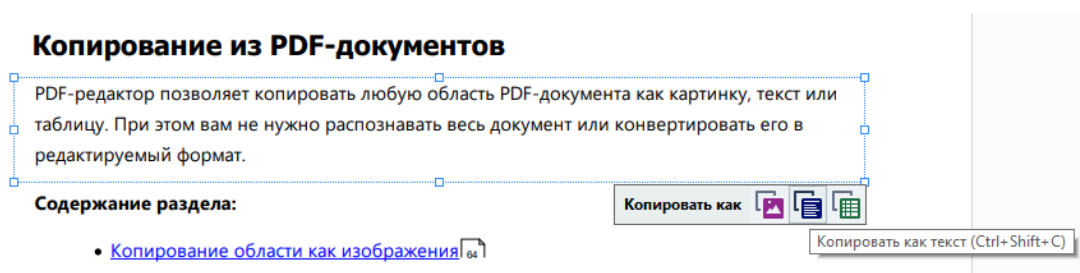 Копирование из PDF-документов
PDF-редактор позволяет копировать любую область PDF-документа как картинку, текст или
таблицу. При этом вам не нужно распознавать весь документ или конвертировать его в
редактируемый формат.
Содержание раздела:
Копировать как
• Копирование области как изображения 64
Копировать как текст (Ctrl+Shift+C)